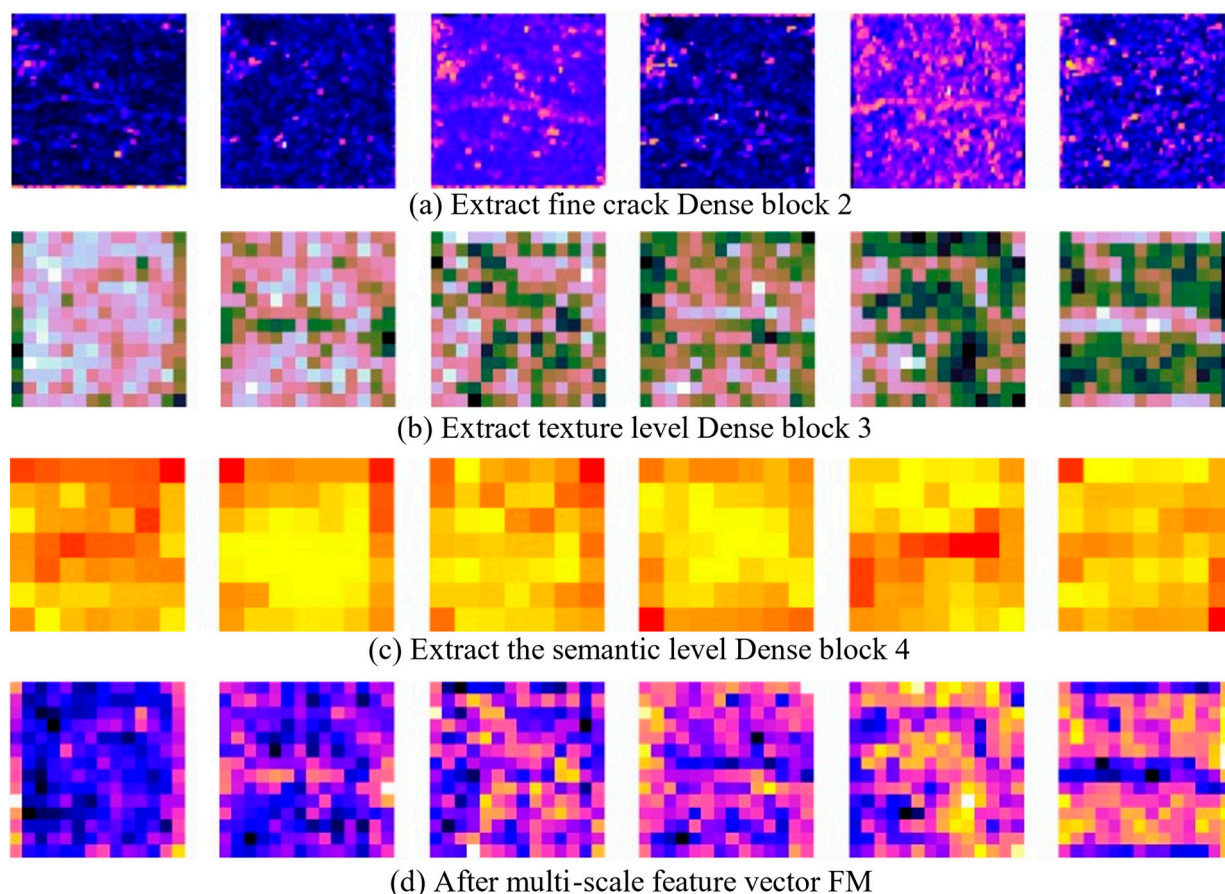 (a) Extract fine crack Dense block 2
(b) Extract texture level Dense block 3
(c) Extract the semantic level Dense block 4
(d) After multi-scale feature vector FM